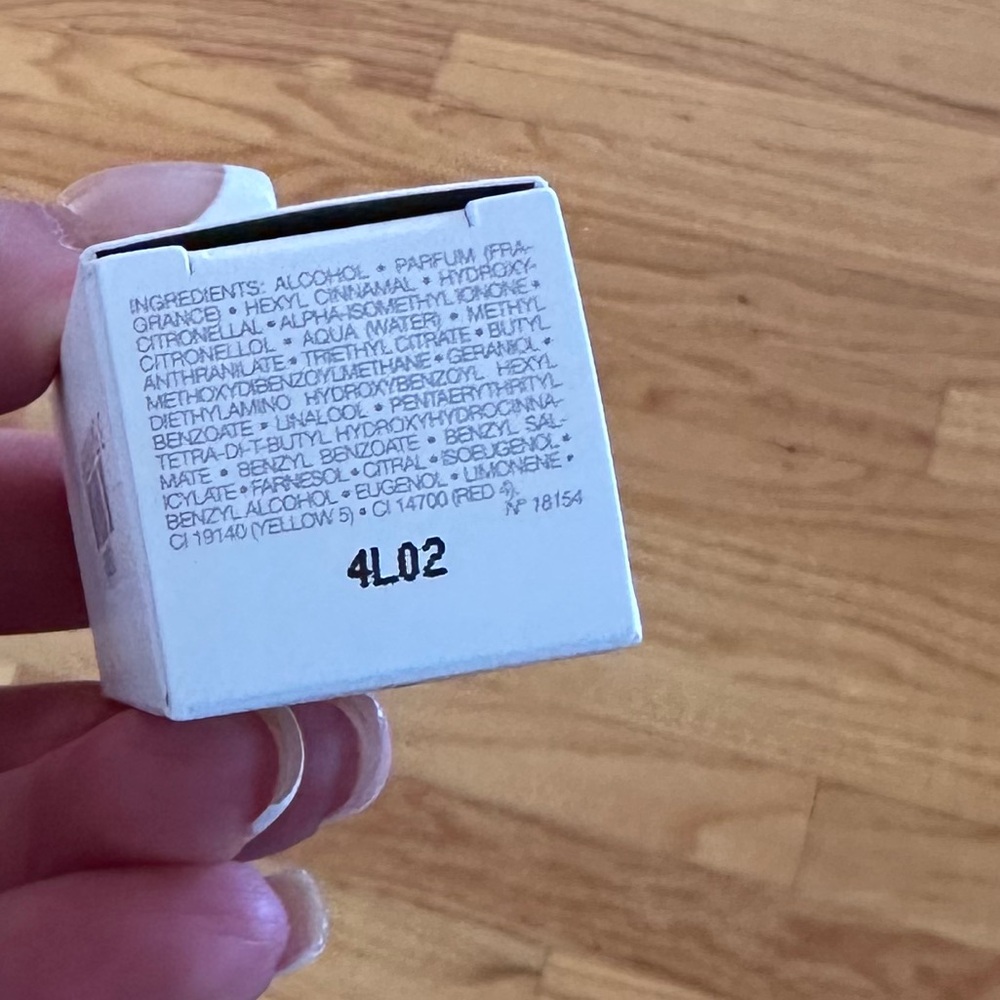 INGREDIENTS: ALCOHOL • PARFUM (FRA-
GRANCE) • HEXYL CINNAMAL • HYDROXY-
CITRONELLAL • ALPHA-ISOMETHYL IONONE •
CITRONELLOL • AQUA (WATER) • METHYL
ANTHRANILATE • TRIETHYL CITRATE • BUTYL
METHOXYDIBENZOYLMETHANE • GERANIOL •
DIETHYLAMINO HYDROXYBENZOYL HEXYL
BENZOATE • LINALOOL • PENTAERYTHRITYL
TETRA-DI-T-BUTYL HYDROXYHYDROCINNA-
MATE • BENZYL BENZOATE • BENZYL SAL-
ICYLATE • FARNESOL • CITRAL • ISOEUGENOL •
BENZYL ALCOHOL • EUGENOL • LIMONENE •
CI 19140 (YELLOW 5) • CI 14700 (RED 4).
N° 18154
4L02